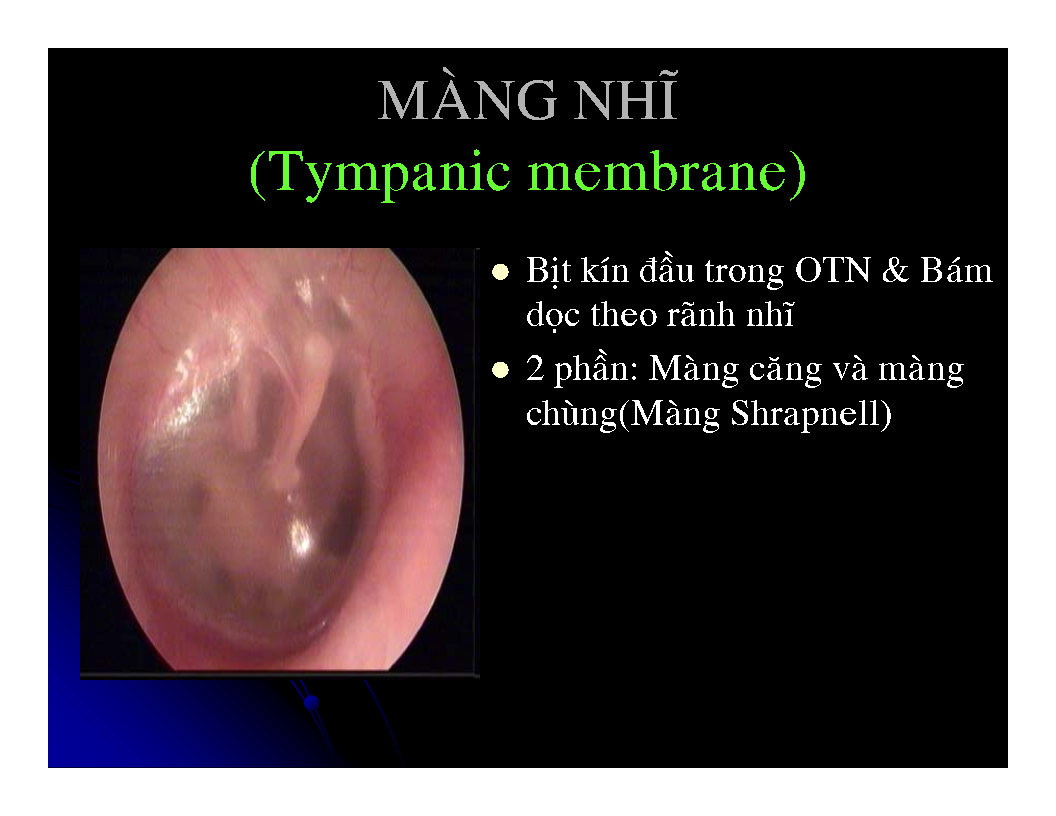 MÀNG NHĨ
(Tympanic membrane)
Bịt kín đầu trong OTN & Bám
dọc theo rãnh nhĩ
2 phần: Màng căng và màng
chùng(Màng Shrapnell)